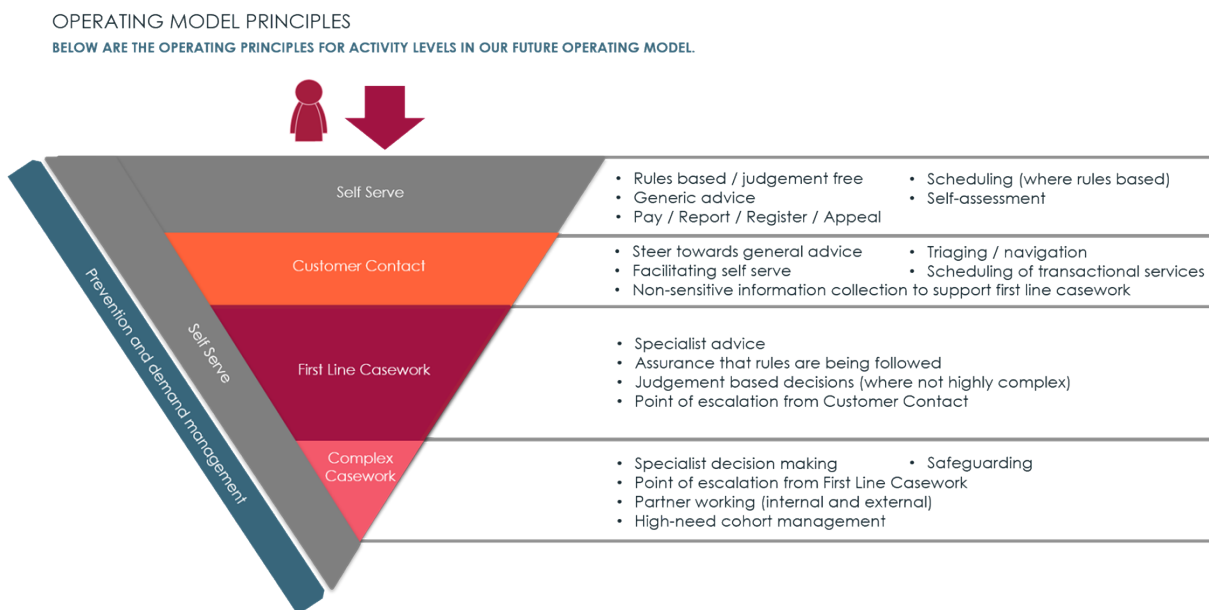 OPERATING MODEL PRINCIPLES
BELOW ARE THE OPERATING PRINCIPLES FOR ACTIVITY LEVELS IN OUR FUTURE OPERATING MODEL.
Prevention and demand management
Self Serve
Self Serve
• Rules based / judgement free
• Generic advice
• Pay / Report / Register / Appeal
• Scheduling (where rules based)
• Self-assessment
Customer Contact
• Steer towards general advice
• Facilitating self serve
• Non-sensitive information collection to support first line casework
• Triaging / navigation
• Scheduling of transactional services
First Line Casework
• Specialist advice
• Assurance that rules are being followed
• Judgement based decisions (where not highly complex)
• Point of escalation from Customer Contact
Complex
Casework
• Specialist decision making
• Point of escalation from First Line Casework
• Partner working (internal and external)
• High-need cohort management
• Safeguarding